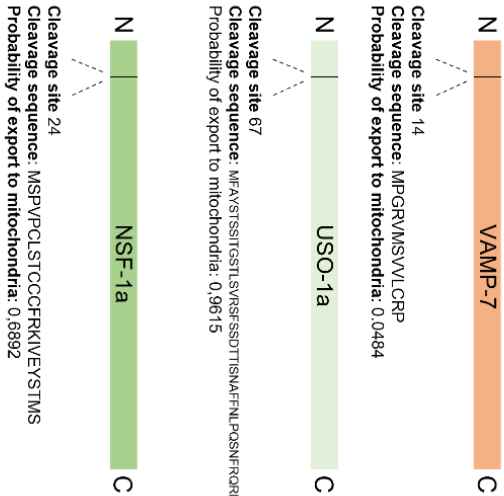 N VAMP-7 C
Cleavage site 14
Cleavage sequence: MPGRVMSVVLCRP
Probability of export to mitochondria: 0.0484
N USO-1a C
Cleavage site 67
Cleavage sequence: MFAYSTSSITGSTLSVRSFSSDTTISNAFFNLPQSNFRQRI
Probability of export to mitochondria: 0,9615
N NSF-1a C
Cleavage site 24
Cleavage sequence: MSPVPCLSTCCCFRKIVEYSTMS
Probability of export to mitochondria: 0,6892